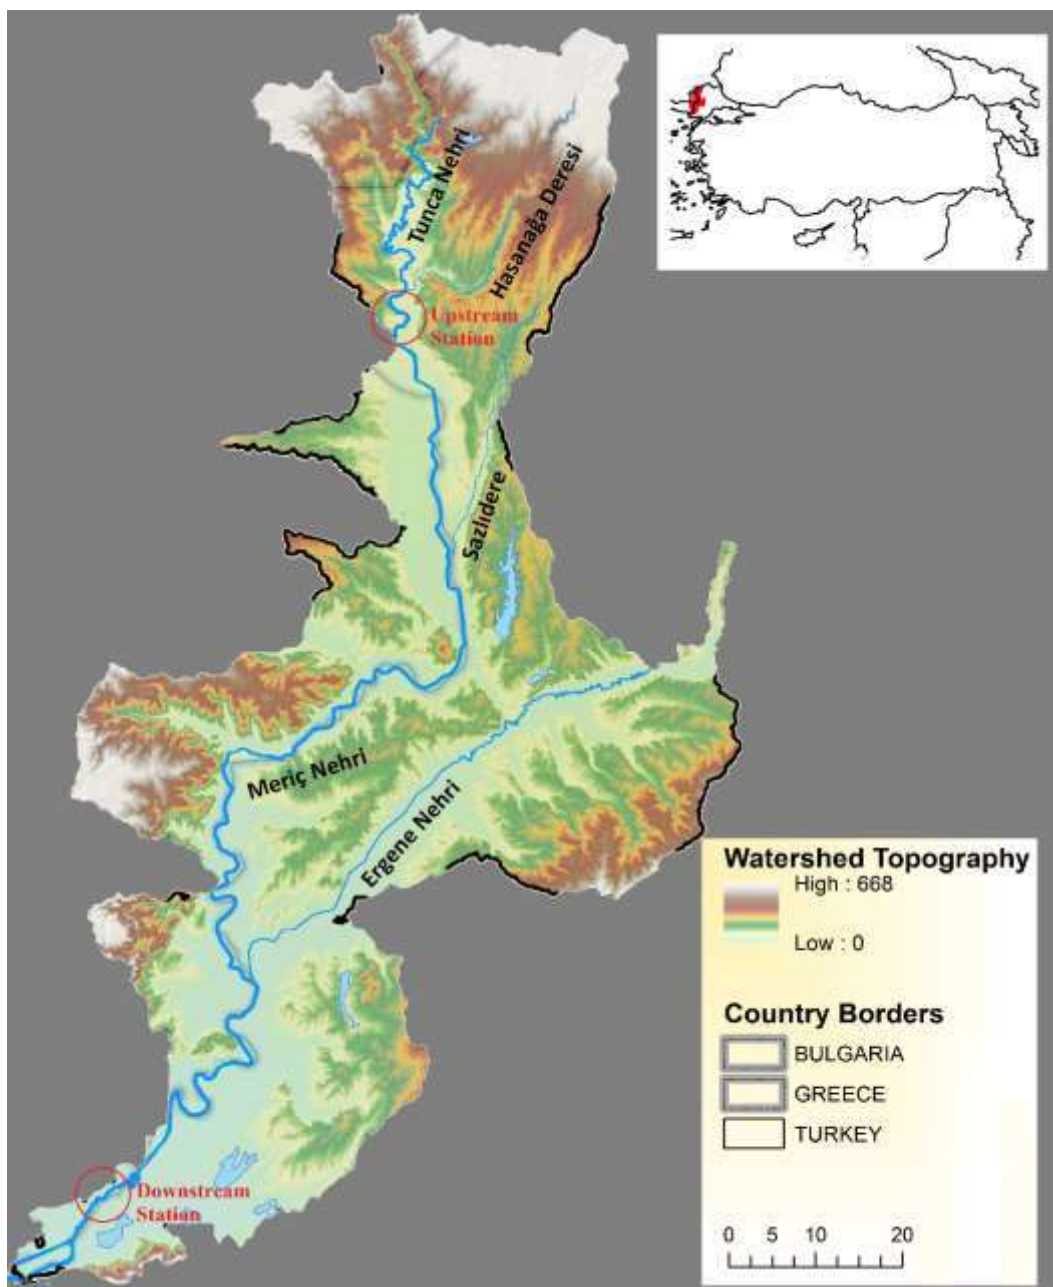 Tunca Nehri
Hasanağa Deresi
Upstream
Station
Sazlıdere
Meriç Nehri
Ergene Nehri
Downstream
Station
Watershed Topography
High : 668
Low : 0
Country Borders
BULGARIA
GREECE
TURKEY
0 5 10 20